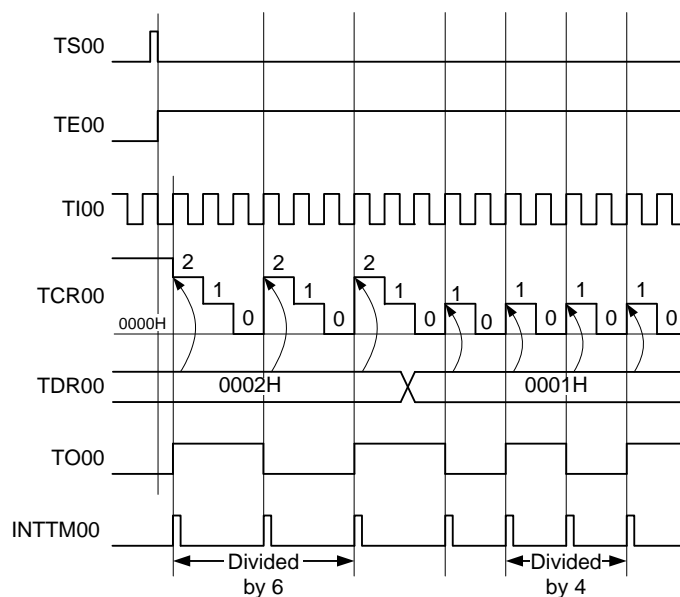 TS00
TE00
TI00
TCR00
2 1 0 2 1 0 2 1 0 1 0 1 0 1 0 1 0
0000H
TDR00
0002H 0001H
TO00
INTTM00
Divided by 6
Divided by 4